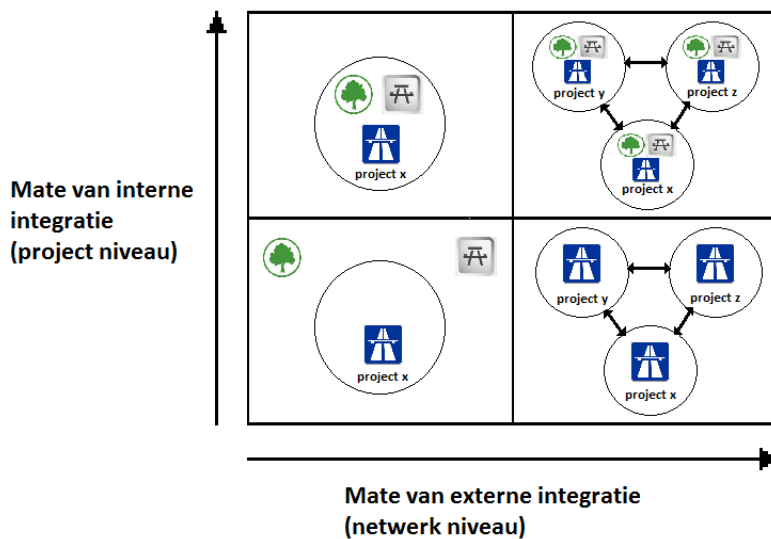 project x
project y
project z
project x
Mate van interne
integratie
(project niveau)
project x
project y
project z
project x
Mate van externe integratie
(netwerk niveau)